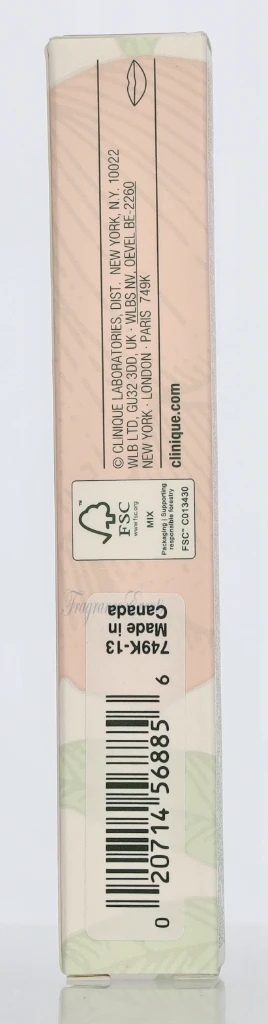 © CLINIQUE LABORATORIES, DIST. NEW YORK, N.Y. 10022
WLB LTD, GU32 3DD, UK · WLBS NV, OEVEL BE-2260
NEW YORK · LONDON · PARIS 749K
clinique.com
FSC
www.fsc.org
MIX
Packaging | Supporting
responsible forestry
FSC™ C013430
749K-13
Made in
Canada
0 20714 56885 6